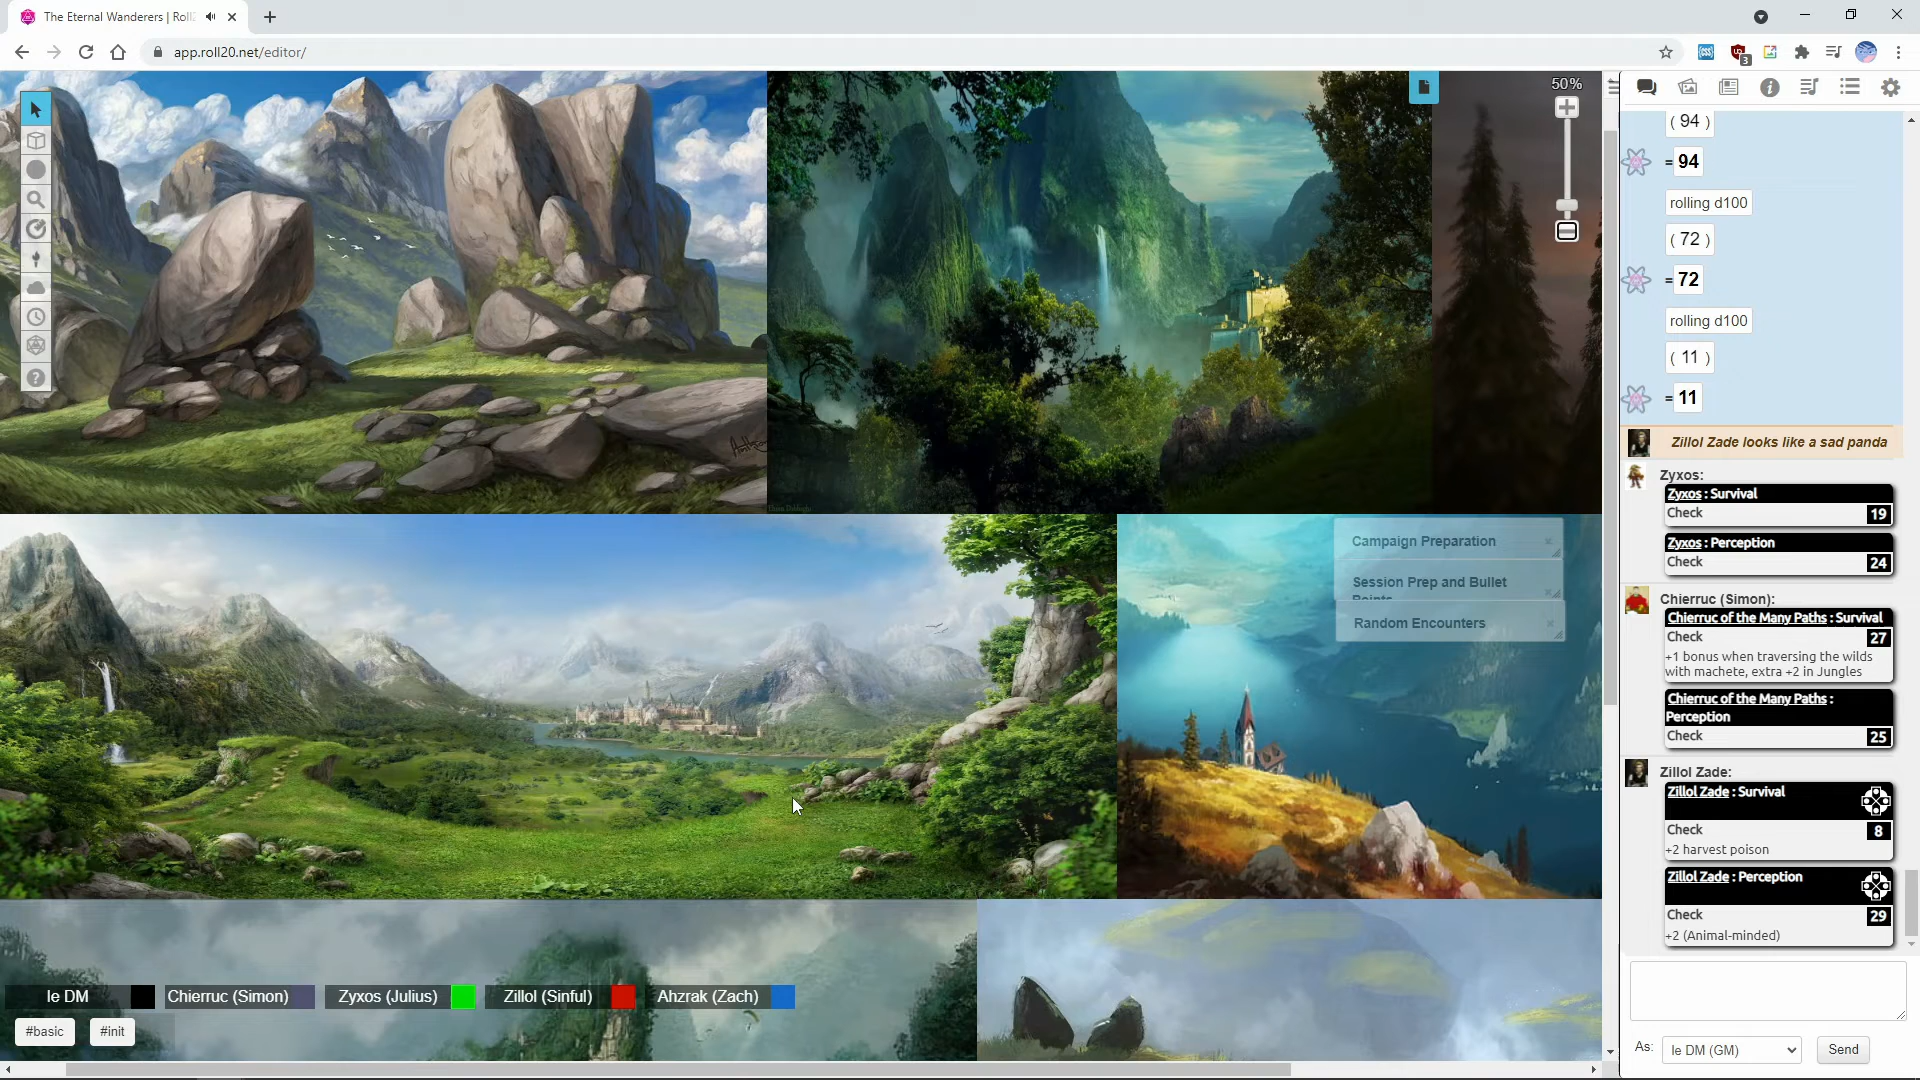 The Eternal Wanderers | Roll2
app.roll20.net/editor/
3
50%
( 94 )
= 94
rolling d100
( 72 )
= 72
rolling d100
( 11 )
= 11
Zillol Zade looks like a sad panda
Zyxos:
Zyxos : Survival
Check 19
Zyxos : Perception
Check 24
Chierruc (Simon):
Chierruc of the Many Paths : Survival
Check 27
+1 bonus when traversing the wilds
with machete, extra +2 in Jungles
Chierruc of the Many Paths :
Perception
Check 25
Zillol Zade:
Zillol Zade : Survival
Check 8
+2 harvest poison
Zillol Zade : Perception
Check 29
+2 (Animal-minded)
Campaign Preparation
Session Prep and Bullet
Points
Random Encounters
le DM
Chierruc (Simon)
Zyxos (Julius)
Zillol (Sinful)
Ahzrak (Zach)
#basic
#init
As: le DM (GM)
Send